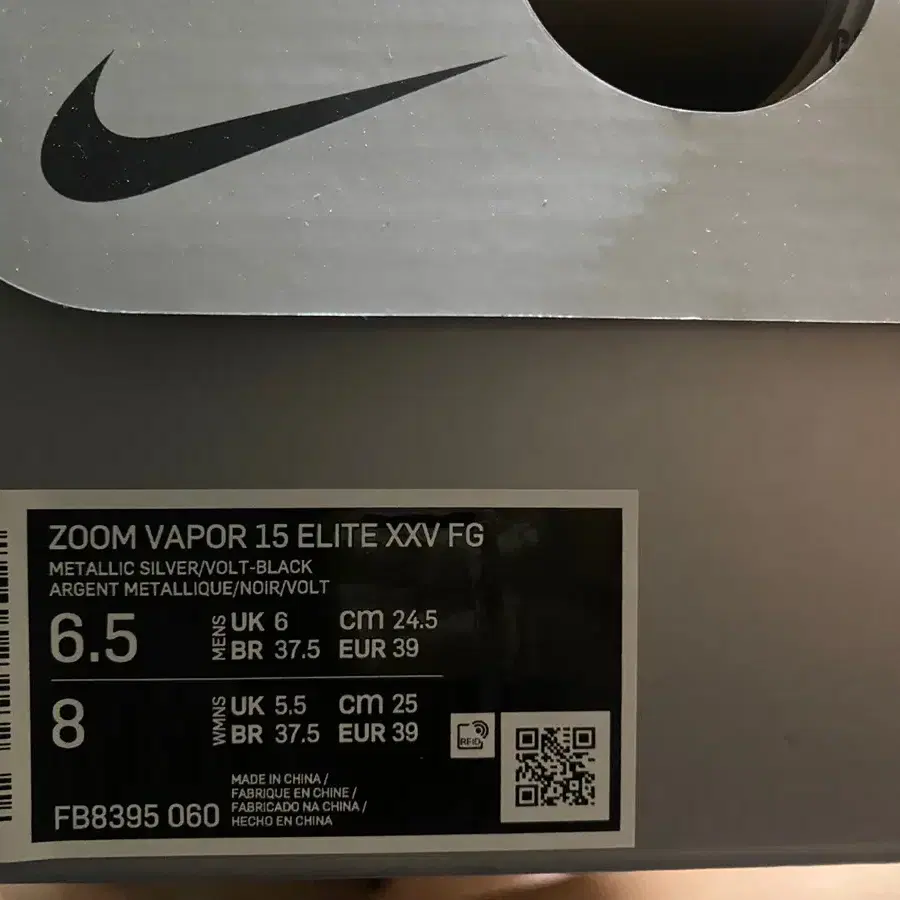 ZOOM VAPOR 15 ELITE XXV FG
METALLIC SILVER/VOLT-BLACK
ARGENT METALLIQUE/NOIR/VOLT
6.5 MENS UK 6 cm 24.5
BR 37.5 EUR 39
8 WMNS UK 5.5 cm 25
BR 37.5 EUR 39
RFID
MADE IN CHINA /
FABRIQUE EN CHINE /
FABRICADO NA CHINA /
HECHO EN CHINA
FB8395 060